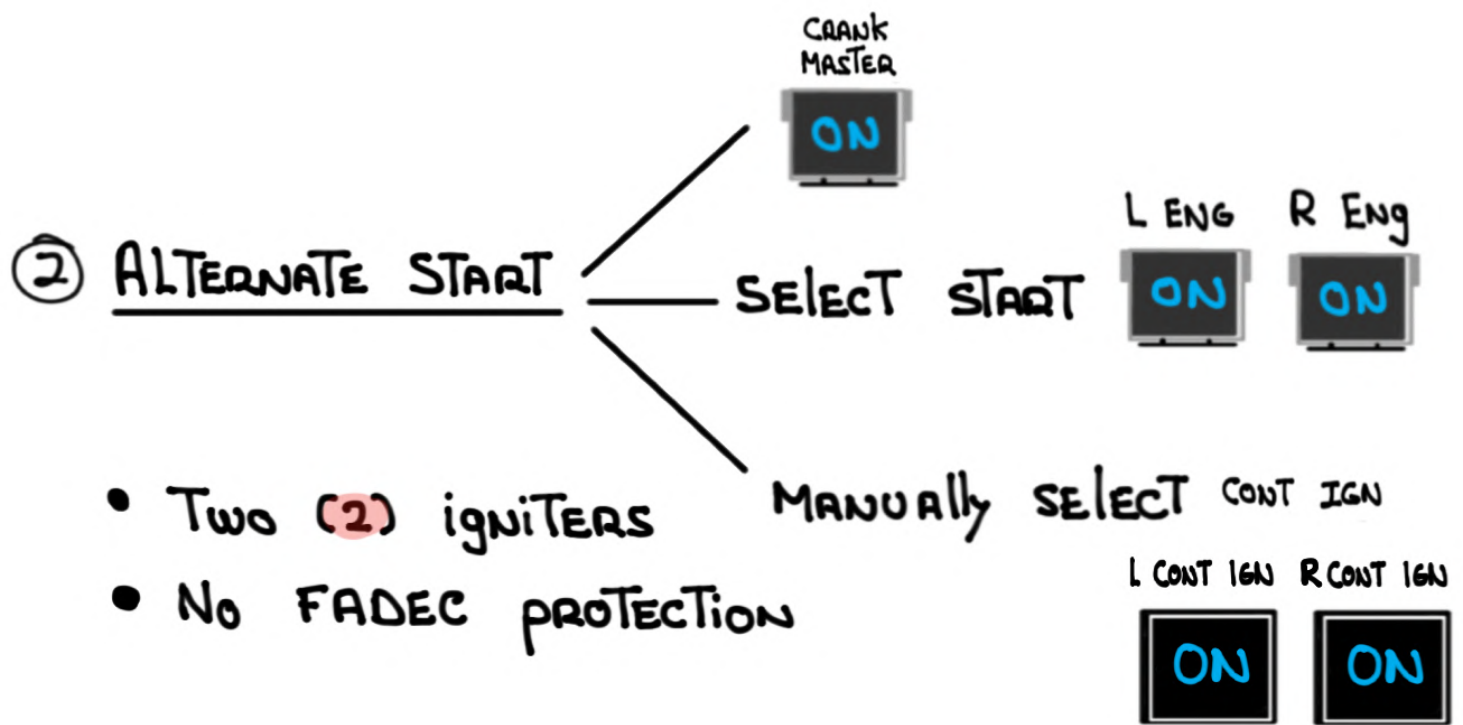 CRANK
MASTER
ON
L ENG R ENg
② ALTERNATE START
SElECT START ON ON
• Two (2) igNiTERS
MANUAlly SElECT CONT IGN
• No FADEC pROTECTiON
L CONT IGN R CONT IGN
ON ON